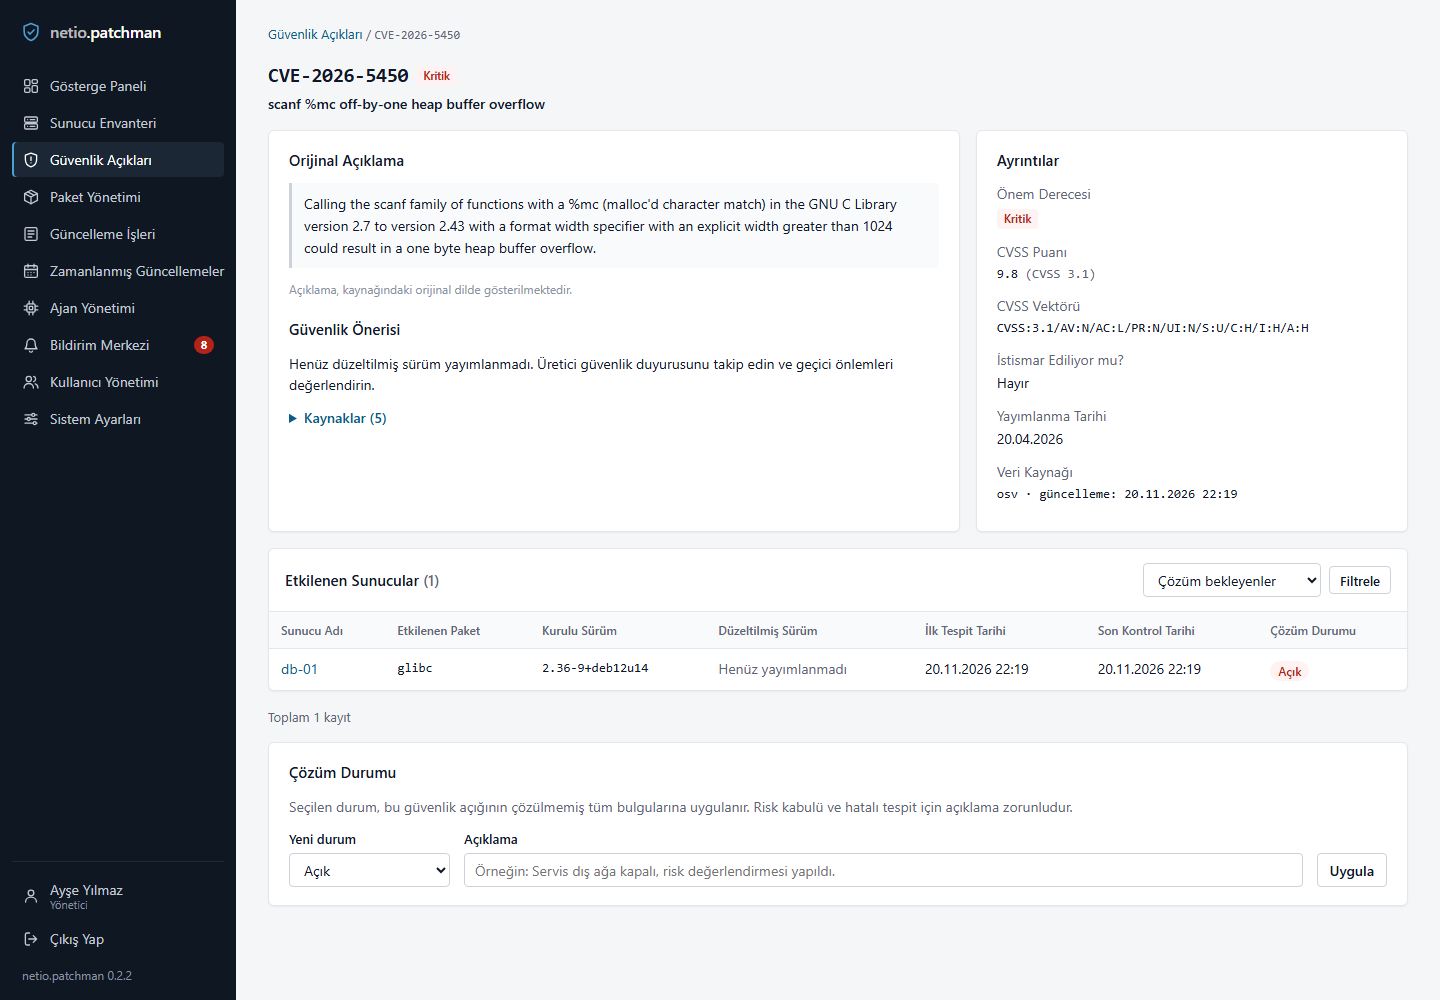 netio.patchman
Gösterge Paneli
Sunucu Envanteri
Güvenlik Açıkları
Paket Yönetimi
Güncelleme İşleri
Zamanlanmış Güncellemeler
Ajan Yönetimi
Bildirim Merkezi 8
Kullanıcı Yönetimi
Sistem Ayarları
Ayşe Yılmaz
Yönetici
Çıkış Yap
netio.patchman 0.2.2
Güvenlik Açıkları / CVE-2026-5450
CVE-2026-5450 Kritik
scanf %mc off-by-one heap buffer overflow
Orijinal Açıklama
Calling the scanf family of functions with a %mc (malloc'd character match) in the GNU C Library
version 2.7 to version 2.43 with a format width specifier with an explicit width greater than 1024
could result in a one byte heap buffer overflow.
Açıklama, kaynağındaki orijinal dilde gösterilmektedir.
Güvenlik Önerisi
Henüz düzeltilmiş sürüm yayımlanmadı. Üretici güvenlik duyurusunu takip edin ve geçici önlemleri
değerlendirin.
Kaynaklar (5)
Ayrıntılar
Önem Derecesi
Kritik
CVSS Puanı
9.8 (CVSS 3.1)
CVSS Vektörü
CVSS:3.1/AV:N/AC:L/PR:N/UI:N/S:U/C:H/I:H/A:H
İstismar Ediliyor mu?
Hayır
Yayımlanma Tarihi
20.04.2026
Veri Kaynağı
osv · güncelleme: 20.11.2026 22:19
Etkilenen Sunucular (1)
Çözüm bekleyenler Filtrele
Sunucu Adı Etkilenen Paket Kurulu Sürüm Düzeltilmiş Sürüm İlk Tespit Tarihi Son Kontrol Tarihi Çözüm Durumu
db-01 glibc 2.36-9+deb12u14 Henüz yayımlanmadı 20.11.2026 22:19 20.11.2026 22:19 Açık
Toplam 1 kayıt
Çözüm Durumu
Seçilen durum, bu güvenlik açığının çözülmemiş tüm bulgularına uygulanır. Risk kabulü ve hatalı tespit için açıklama zorunludur.
Yeni durum Açıklama
Açık Örneğin: Servis dış ağa kapalı, risk değerlendirmesi yapıldı. Uygula